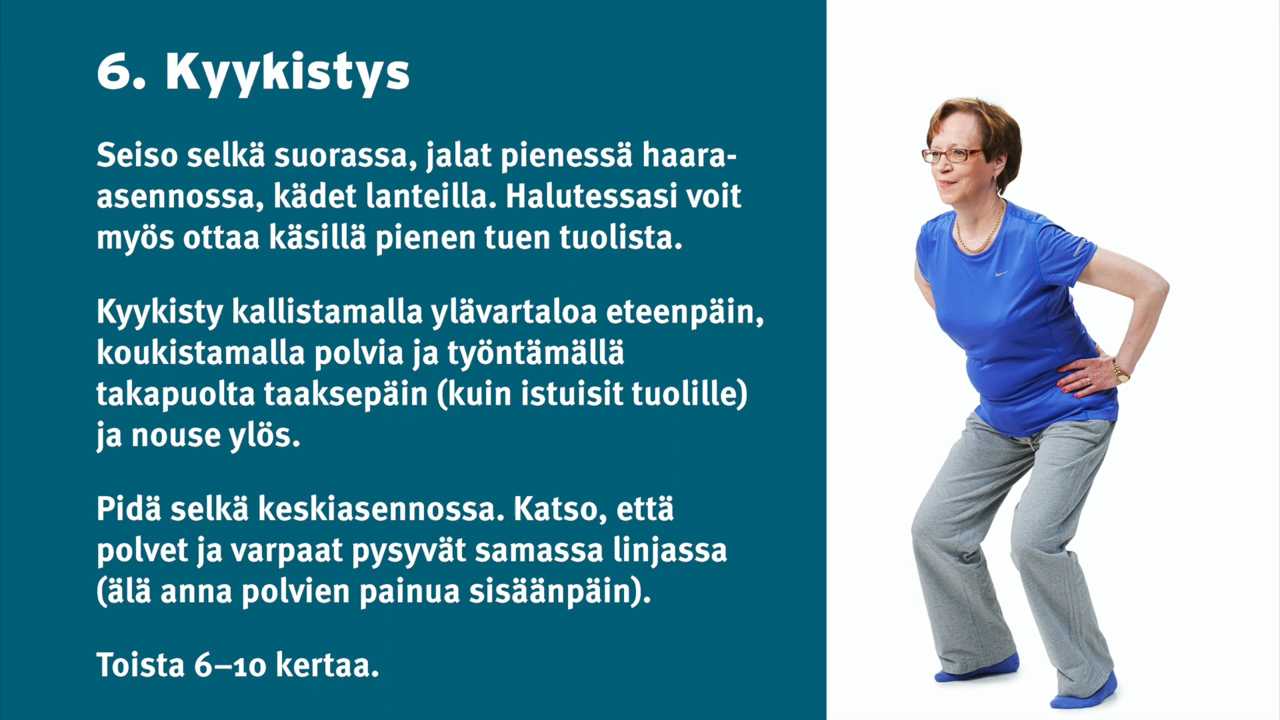 6. Kyykistys
Seiso selkä suorassa, jalat pienessä haara-
asennossa, kädet lanteilla. Halutessasi voit
myös ottaa käsillä pienen tuen tuolista.
Kyykisty kallistamalla ylävartaloa eteenpäin,
koukistamalla polvia ja työntämällä
takapuolta taaksepäin (kuin istuisit tuolille)
ja nouse ylös.
Pidä selkä keskiasennossa. Katso, että
polvet ja varpaat pysyvät samassa linjassa
(älä anna polvien painua sisäänpäin).
Toista 6–10 kertaa.